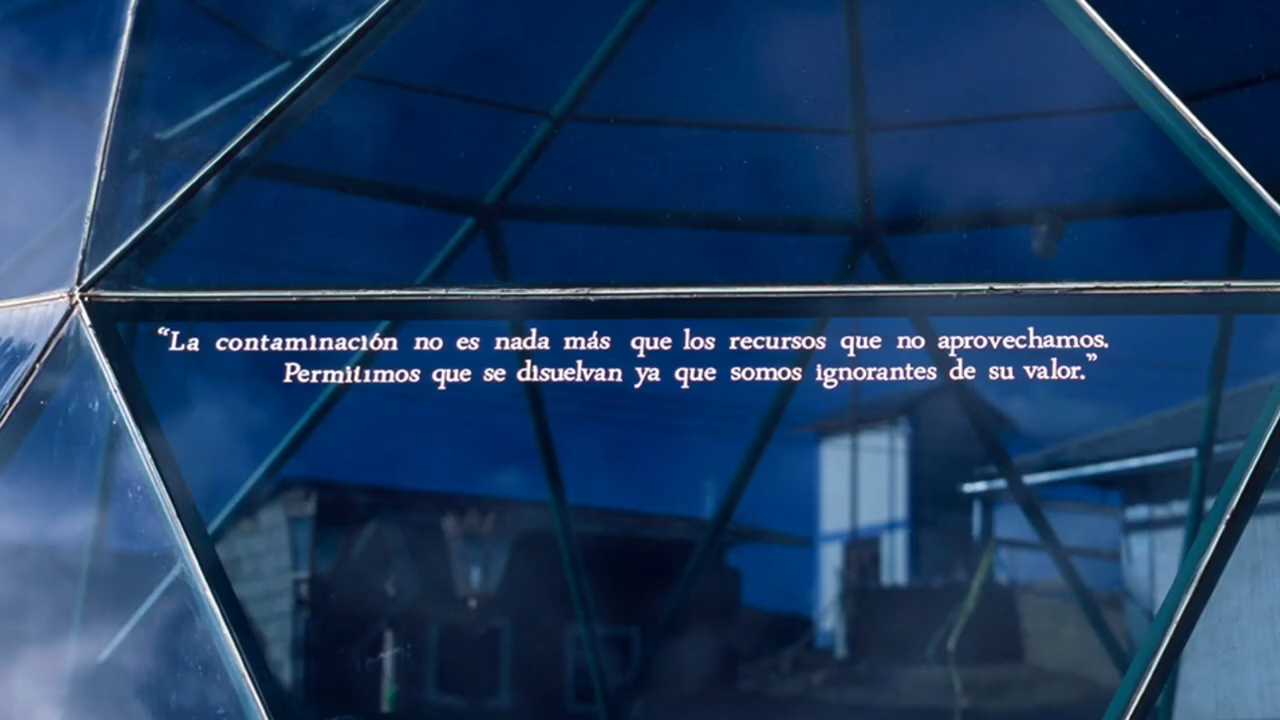 “La contaminación no es nada más que los recursos que no aprovechamos.
Permitimos que se disuelvan ya que somos ignorantes de su valor.”